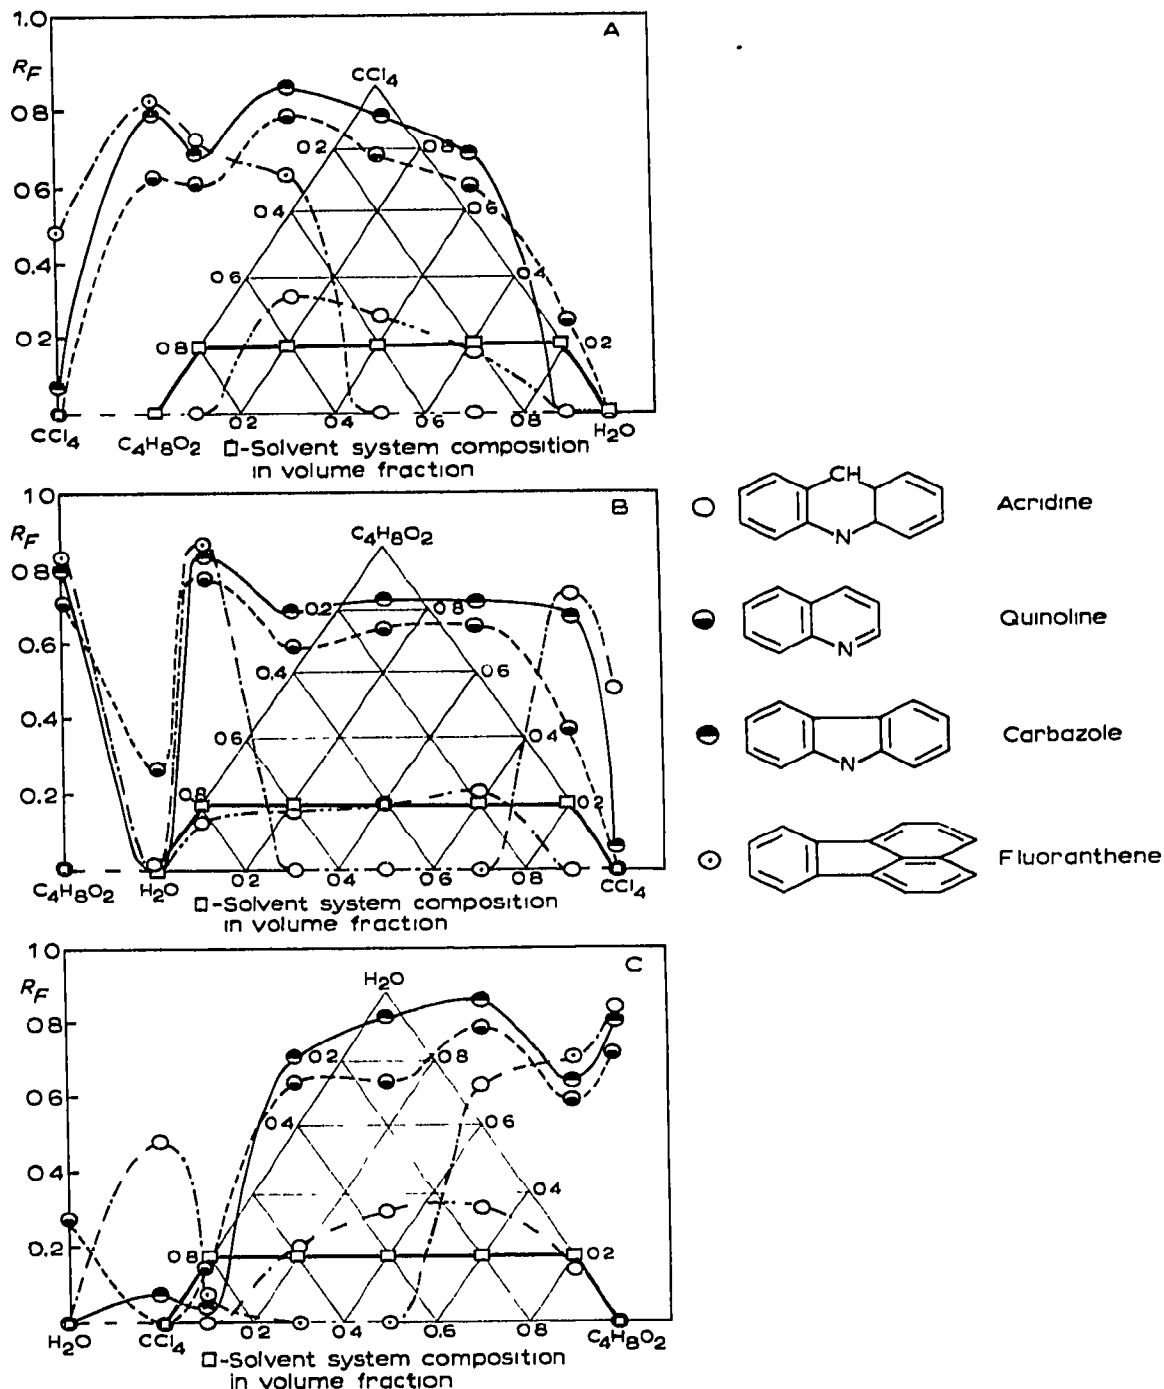 1.0
A
RF
CCl4
0 8
0 2
0 8
0 6
0 4
0 6
0 4
0 6
0 4
0 2
0 8
0 2
CCl4
C4H8O2
0 2
0 4
0 6
0 8
H2O
□-Solvent system composition
in volume fraction
1 0
B
RF
C4H8O2
0 8
0 2
0 8
0 6
0 4
0 6
0 4
0 6
0 4
0 2
0 8
0 2
C4H8O2
H2O
0 2
0 4
0 6
0 8
CCl4
□-Solvent system composition
in volume fraction
1 0
C
RF
H2O
0 8
0 2
0 8
0 6
0 4
0 6
0 4
0 4
0 2
0 8
0 2
H2O
CCl4
0 2
0 4
0 6
0 8
C4H8O2
□-Solvent system composition
in volume fraction
CH
N
Acridine
N
Quinoline
N
Carbazole
Fluoranthene